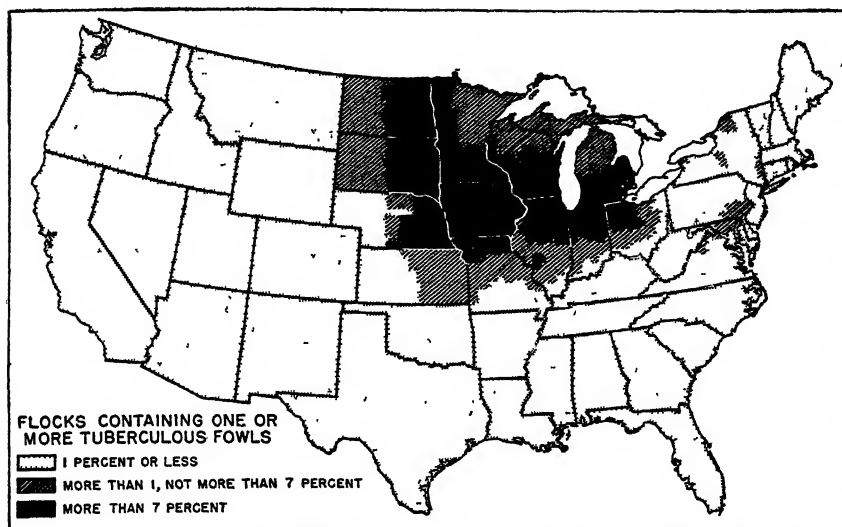 FLOCKS CONTAINING ONE OR
MORE TUBERCULOUS FOWLS
1 PERCENT OR LESS
MORE THAN 1, NOT MORE THAN 7 PERCENT
MORE THAN 7 PERCENT